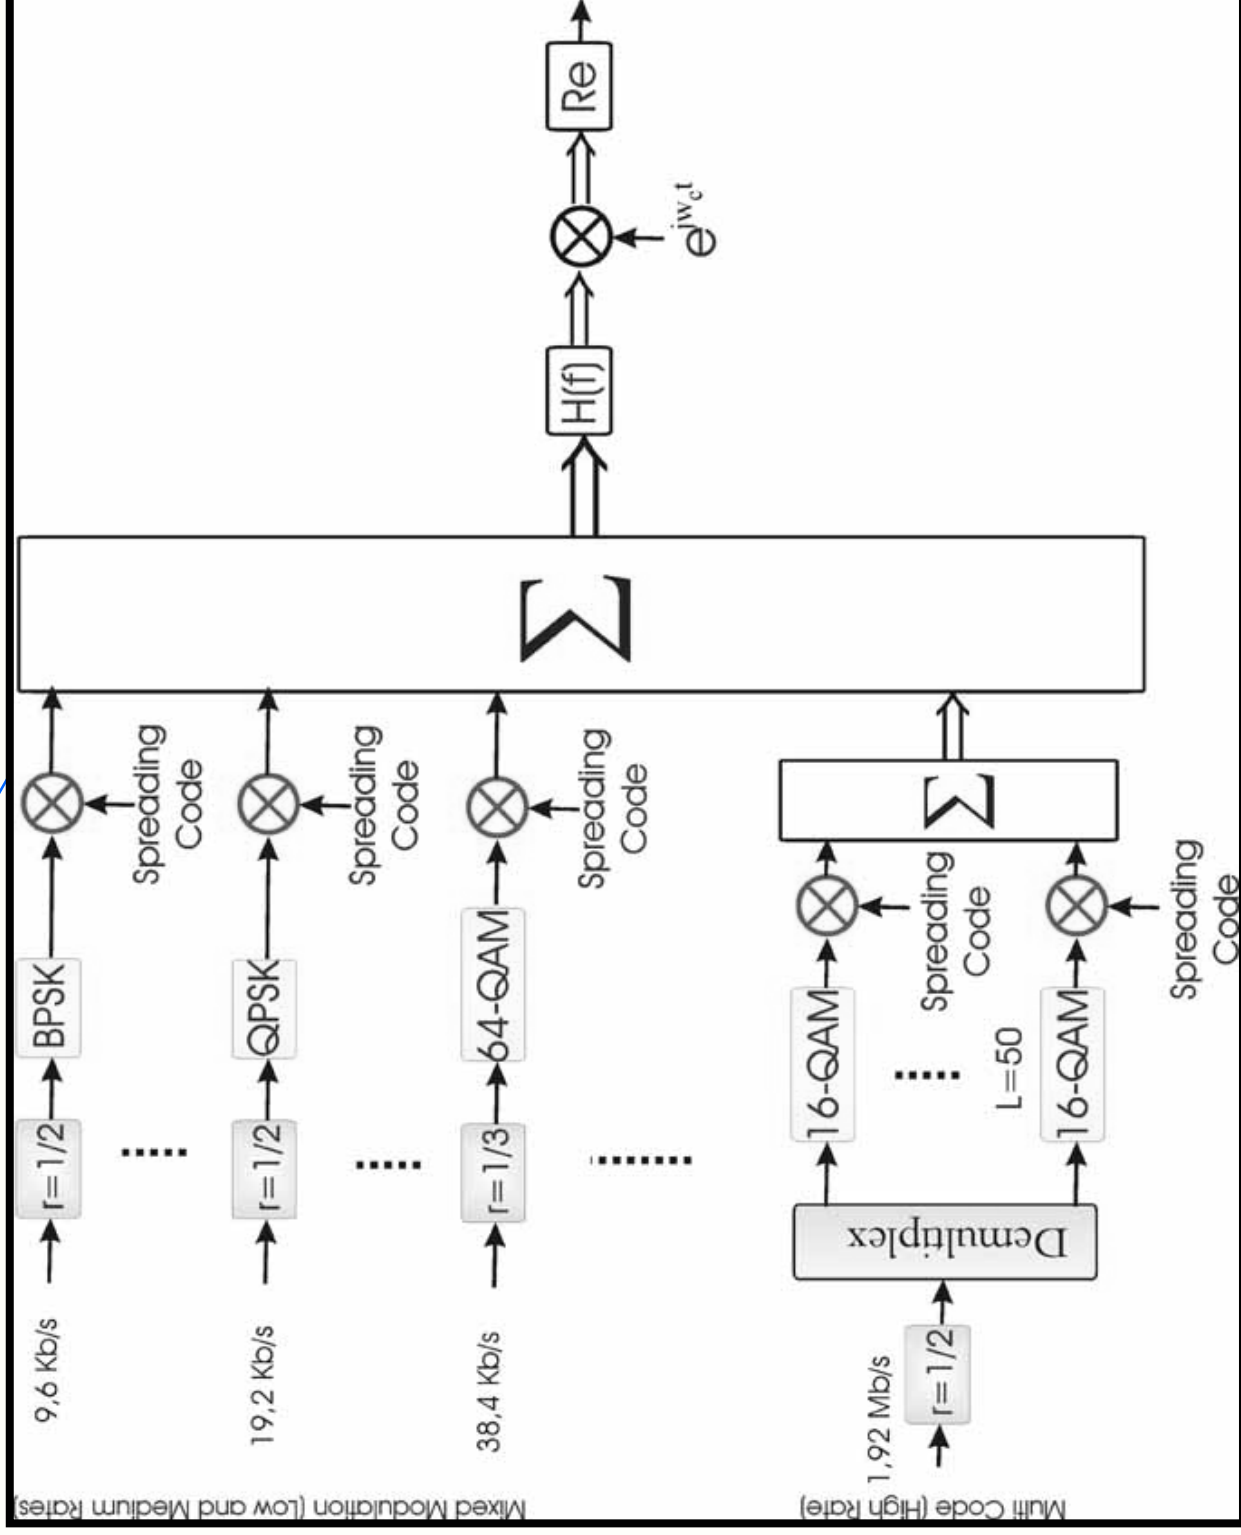 Mixed Modulation (Low and Medium Rates)
9,6 Kb/s
r=1/2
BPSK
Spreading
Code
19,2 Kb/s
r=1/2
QPSK
Spreading
Code
38,4 Kb/s
r=1/3
64-QAM
Spreading
Code
Multi Code (High Rate)
1,92 Mb/s
r=1/2
Demultiplex
16-QAM
Spreading
Code
L=50
16-QAM
Spreading
Code
Σ
Σ
H(f)
e^jw_c t
Re